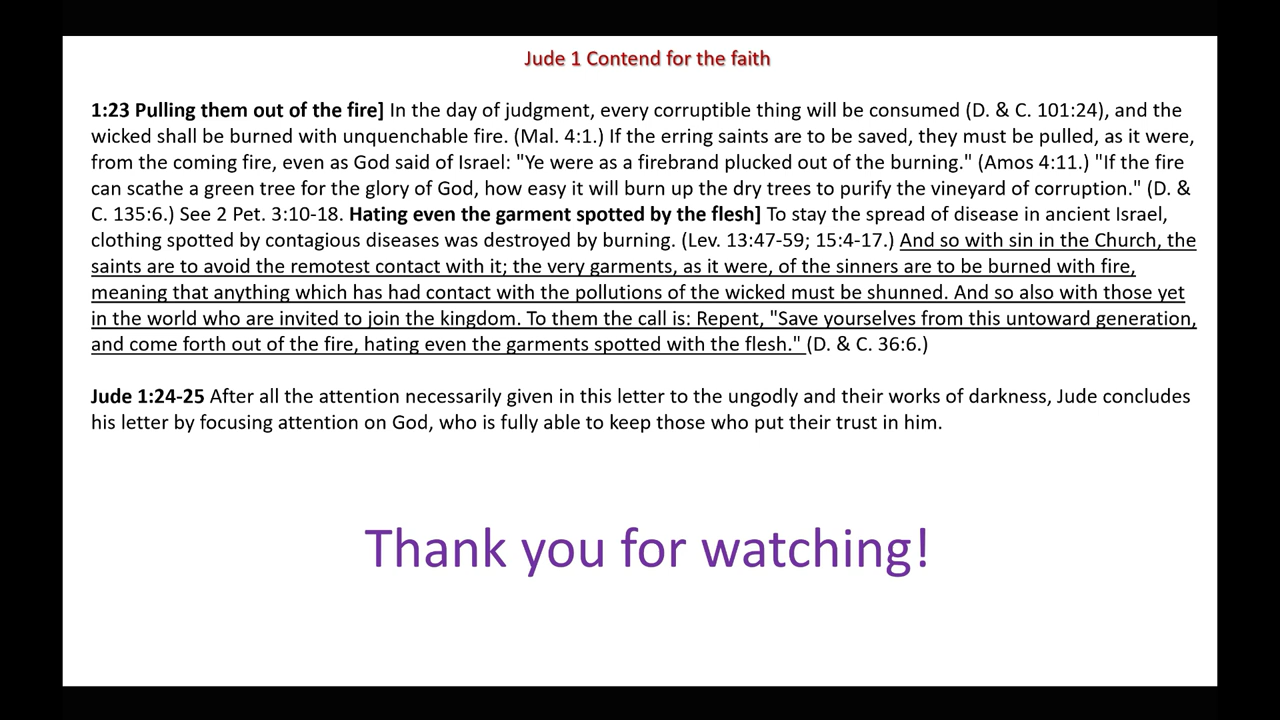 Jude 1 Contend for the faith
1:23 Pulling them out of the fire] In the day of judgment, every corruptible thing will be consumed (D. & C. 101:24), and the
wicked shall be burned with unquenchable fire. (Mal. 4:1.) If the erring saints are to be saved, they must be pulled, as it were,
from the coming fire, even as God said of Israel: "Ye were as a firebrand plucked out of the burning." (Amos 4:11.) "If the fire
can scathe a green tree for the glory of God, how easy it will burn up the dry trees to purify the vineyard of corruption." (D. &
C. 135:6.) See 2 Pet. 3:10-18. Hating even the garment spotted by the flesh] To stay the spread of disease in ancient Israel,
clothing spotted by contagious diseases was destroyed by burning. (Lev. 13:47-59; 15:4-17.) And so with sin in the Church, the
saints are to avoid the remotest contact with it; the very garments, as it were, of the sinners are to be burned with fire,
meaning that anything which has had contact with the pollutions of the wicked must be shunned. And so also with those yet
in the world who are invited to join the kingdom. To them the call is: Repent, "Save yourselves from this untoward generation,
and come forth out of the fire, hating even the garments spotted with the flesh." (D. & C. 36:6.)
Jude 1:24-25 After all the attention necessarily given in this letter to the ungodly and their works of darkness, Jude concludes
his letter by focusing attention on God, who is fully able to keep those who put their trust in him.
Thank you for watching!